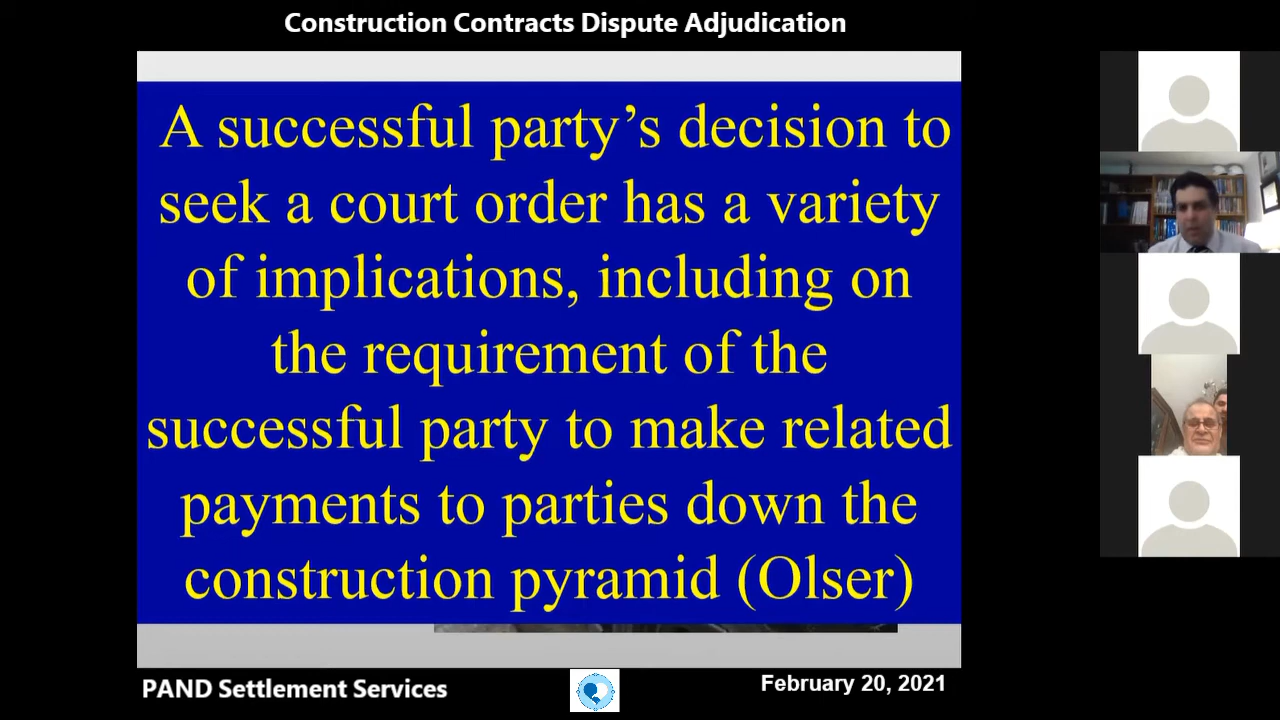 Construction Contracts Dispute Adjudication
A successful party’s decision to
seek a court order has a variety
of implications, including on
the requirement of the
successful party to make related
payments to parties down the
construction pyramid (Olser)
PAND Settlement Services
February 20, 2021